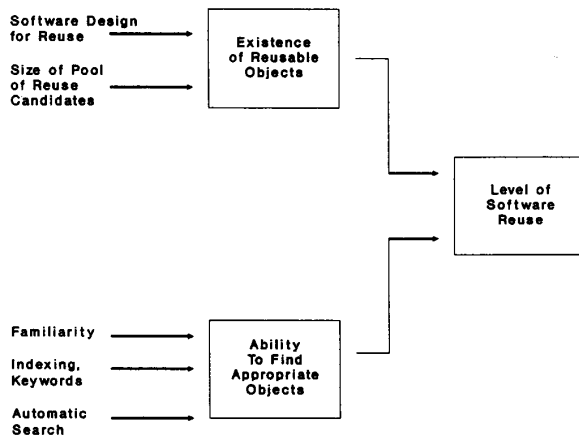 Software Design
for Reuse
Size of Pool
of Reuse
Candidates
Existence
of Reusable
Objects
Level of
Software
Reuse
Familiarity
Indexing,
Keywords
Automatic
Search
Ability
To Find
Appropriate
Objects